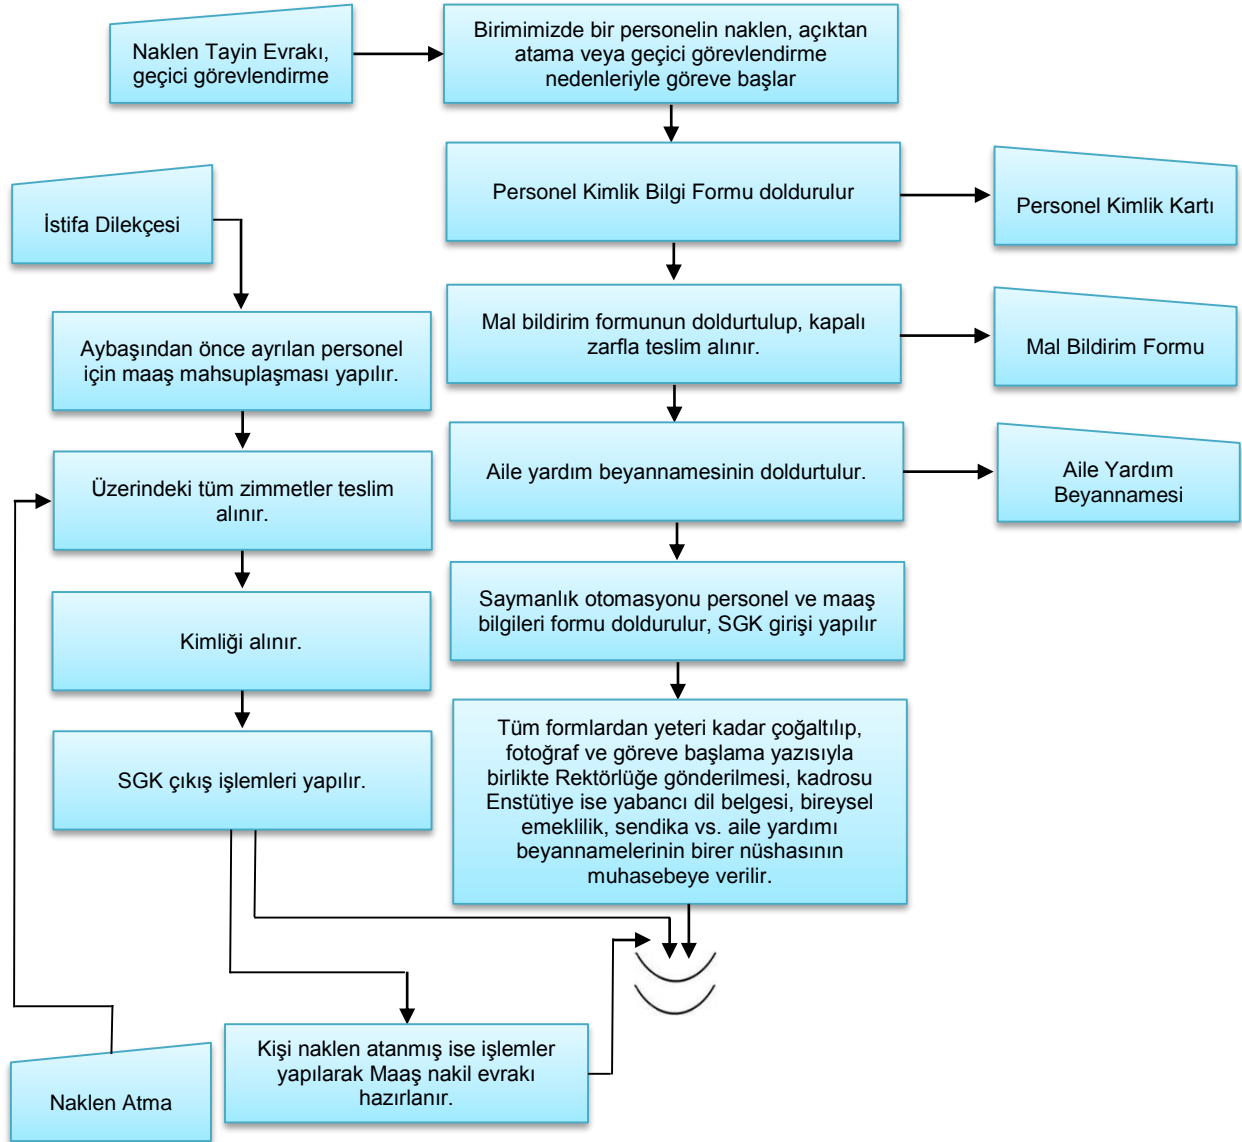 Naklen Tayin Evrakı,
geçici görevlendirme
Birimimizde bir personelin naklen, açıktan
atama veya geçici görevlendirme
nedenleriyle göreve başlar
Personel Kimlik Bilgi Formu doldurulur
Personel Kimlik Kartı
İstifa Dilekçesi
Mal bildirim formunun doldurtulup, kapalı
zarfla teslim alınır.
Mal Bildirim Formu
Aybaşından önce ayrılan personel
için maaş mahsuplaşması yapılır.
Aile yardım beyannamesinin doldurtulur.
Aile Yardım
Beyannamesi
Üzerindeki tüm zimmetler teslim
alınır.
Saymanlık otomasyonu personel ve maaş
bilgileri formu doldurulur, SGK girişi yapılır
Kimliği alınır.
Tüm formlardan yeteri kadar çoğaltılıp,
fotoğraf ve göreve başlama yazısıyla
birlikte Rektörlüğe gönderilmesi, kadrosu
Enstütiye ise yabancı dil belgesi, bireysel
emeklilik, sendika vs. aile yardımı
beyannamelerinin birer nüshasının
muhasebeye verilir.
SGK çıkış işlemleri yapılır.
Kişi naklen atanmış ise işlemler
yapılarak Maaş nakil evrakı
hazırlanır.
Naklen Atma